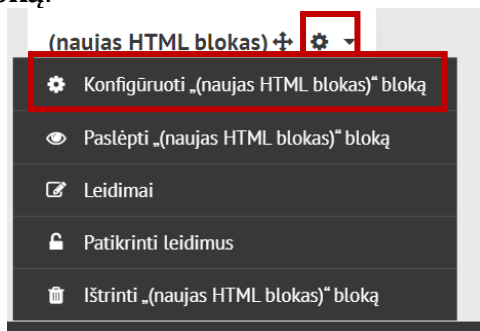 (naujas HTML blokas)
Konfigūruoti „(naujas HTML blokas)“ bloką
Paslėpti „(naujas HTML blokas)“ bloką
Leidimai
Patikrinti leidimus
Ištrinti „(naujas HTML blokas)“ bloką